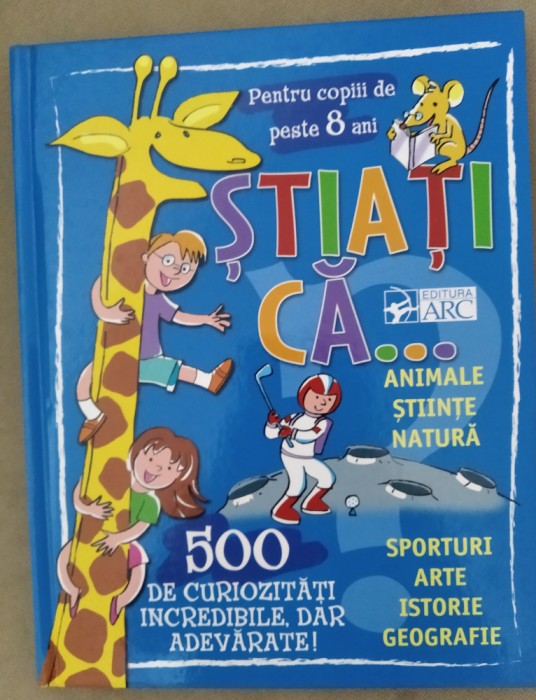 Pentru copiii de
peste 8 ani
ȘTIAȚI
CĂ...
EDITURA
ARC
ANIMALE
ȘTIINȚE
NATURĂ
500
DE CURIOZITĂȚI
INCREDIBILE, DAR
ADEVĂRATE!
SPORTURI
ARTE
ISTORIE
GEOGRAFIE